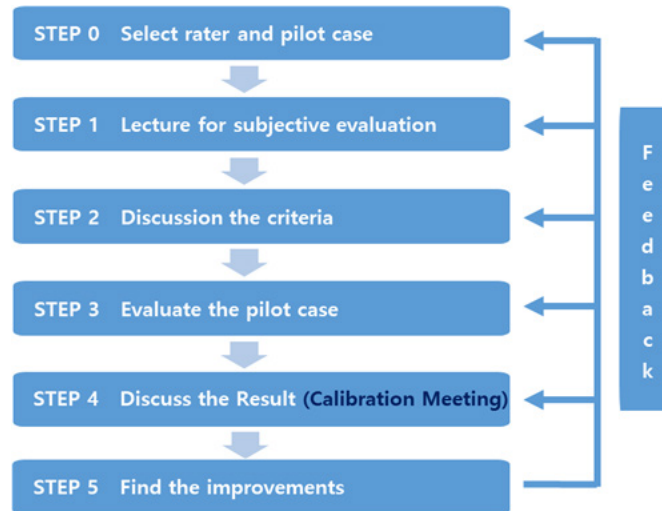 STEP 0 Select rater and pilot case
STEP 1 Lecture for subjective evaluation
STEP 2 Discussion the criteria
STEP 3 Evaluate the pilot case
STEP 4 Discuss the Result (Calibration Meeting)
STEP 5 Find the improvements
Feedback